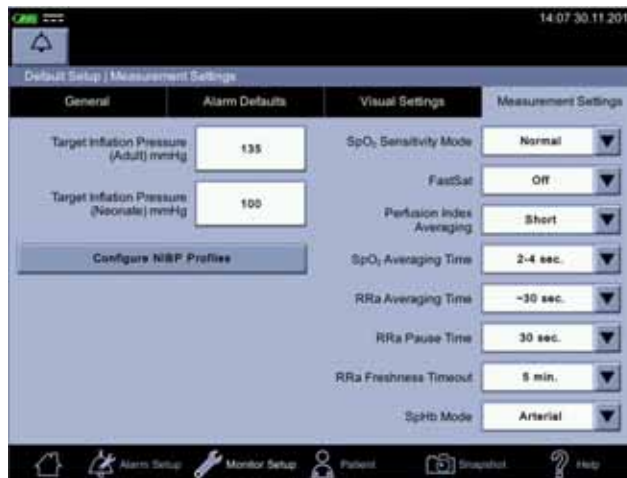 14:07 30.11.201
Default Setup | Measurement Settings
General
Alarm Defaults
Visual Settings
Measurement Settings
Target Inflation Pressure
(Adult) mmHg
135
Target Inflation Pressure
(Neonate) mmHg
100
Configure NIBP Profiles
SpO₂ Sensitivity Mode
Normal
FastSat
Off
Perfusion Index
Averaging
Short
SpO₂ Averaging Time
2-4 sec.
RRa Averaging Time
~30 sec.
RRa Pause Time
30 sec.
RRa Freshness Timeout
5 min.
SpHb Mode
Arterial
Alarm Setup
Monitor Setup
Patient
Snapshot
Help